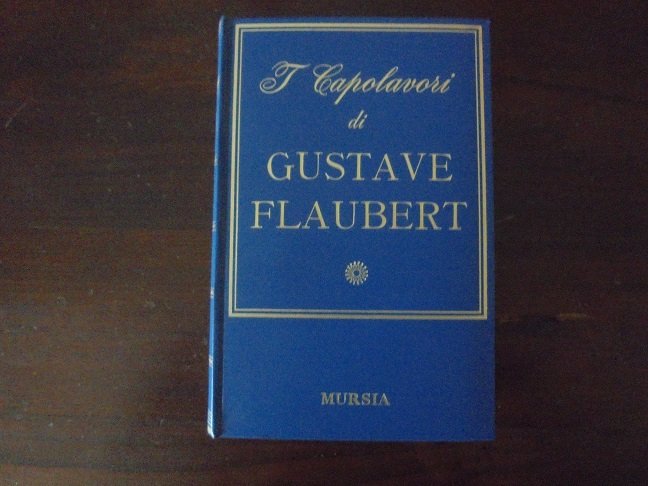 I Capolavori
di
GUSTAVE
FLAUBERT
MURSIA